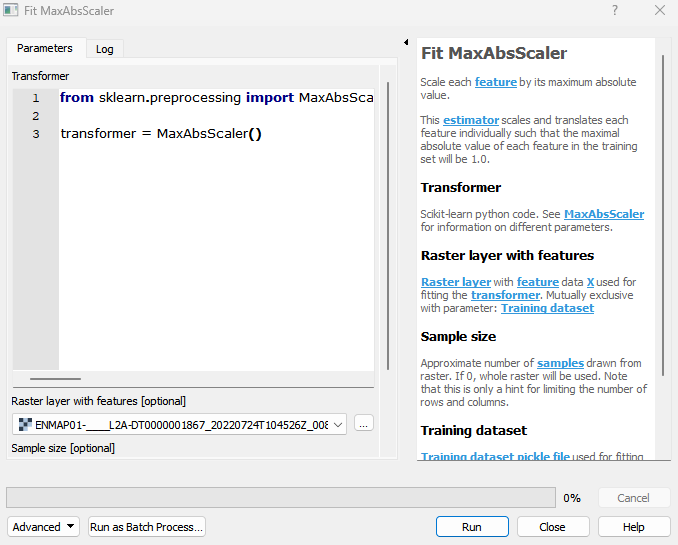 Fit MaxAbsScaler
?
Parameters
Log
Transformer
1 from sklearn.preprocessing import MaxAbsSca
2
3 transformer = MaxAbsScaler()
Raster layer with features [optional]
ENMAP01-____L2A-DT0000001867_20220724T104526Z_008
...
Sample size [optional]
Fit MaxAbsScaler
Scale each feature by its maximum absolute
value.
This estimator scales and translates each
feature individually such that the maximal
absolute value of each feature in the training
set will be 1.0.
Transformer
Scikit-learn python code. See MaxAbsScaler
for information on different parameters.
Raster layer with features
Raster layer with feature data X used for
fitting the transformer. Mutually exclusive
with parameter: Training dataset
Sample size
Approximate number of samples drawn from
raster. If 0, whole raster will be used. Note
that this is only a hint for limiting the number of
rows and columns.
Training dataset
Training dataset pickle file used for fitting
0%
Cancel
Advanced
Run as Batch Process...
Run
Close
Help